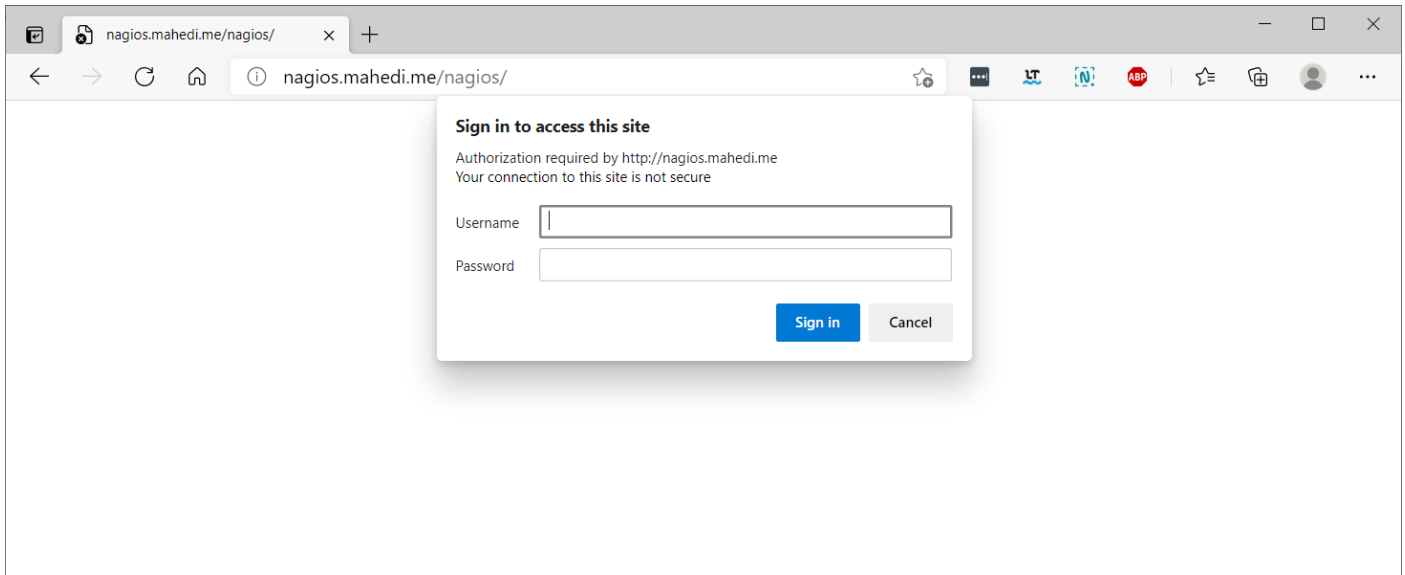 nagios.mahedi.me/nagios/
nagios.mahedi.me/nagios/
LT
N
ABP
Sign in to access this site
Authorization required by http://nagios.mahedi.me
Your connection to this site is not secure
Username
Password
Sign in
Cancel